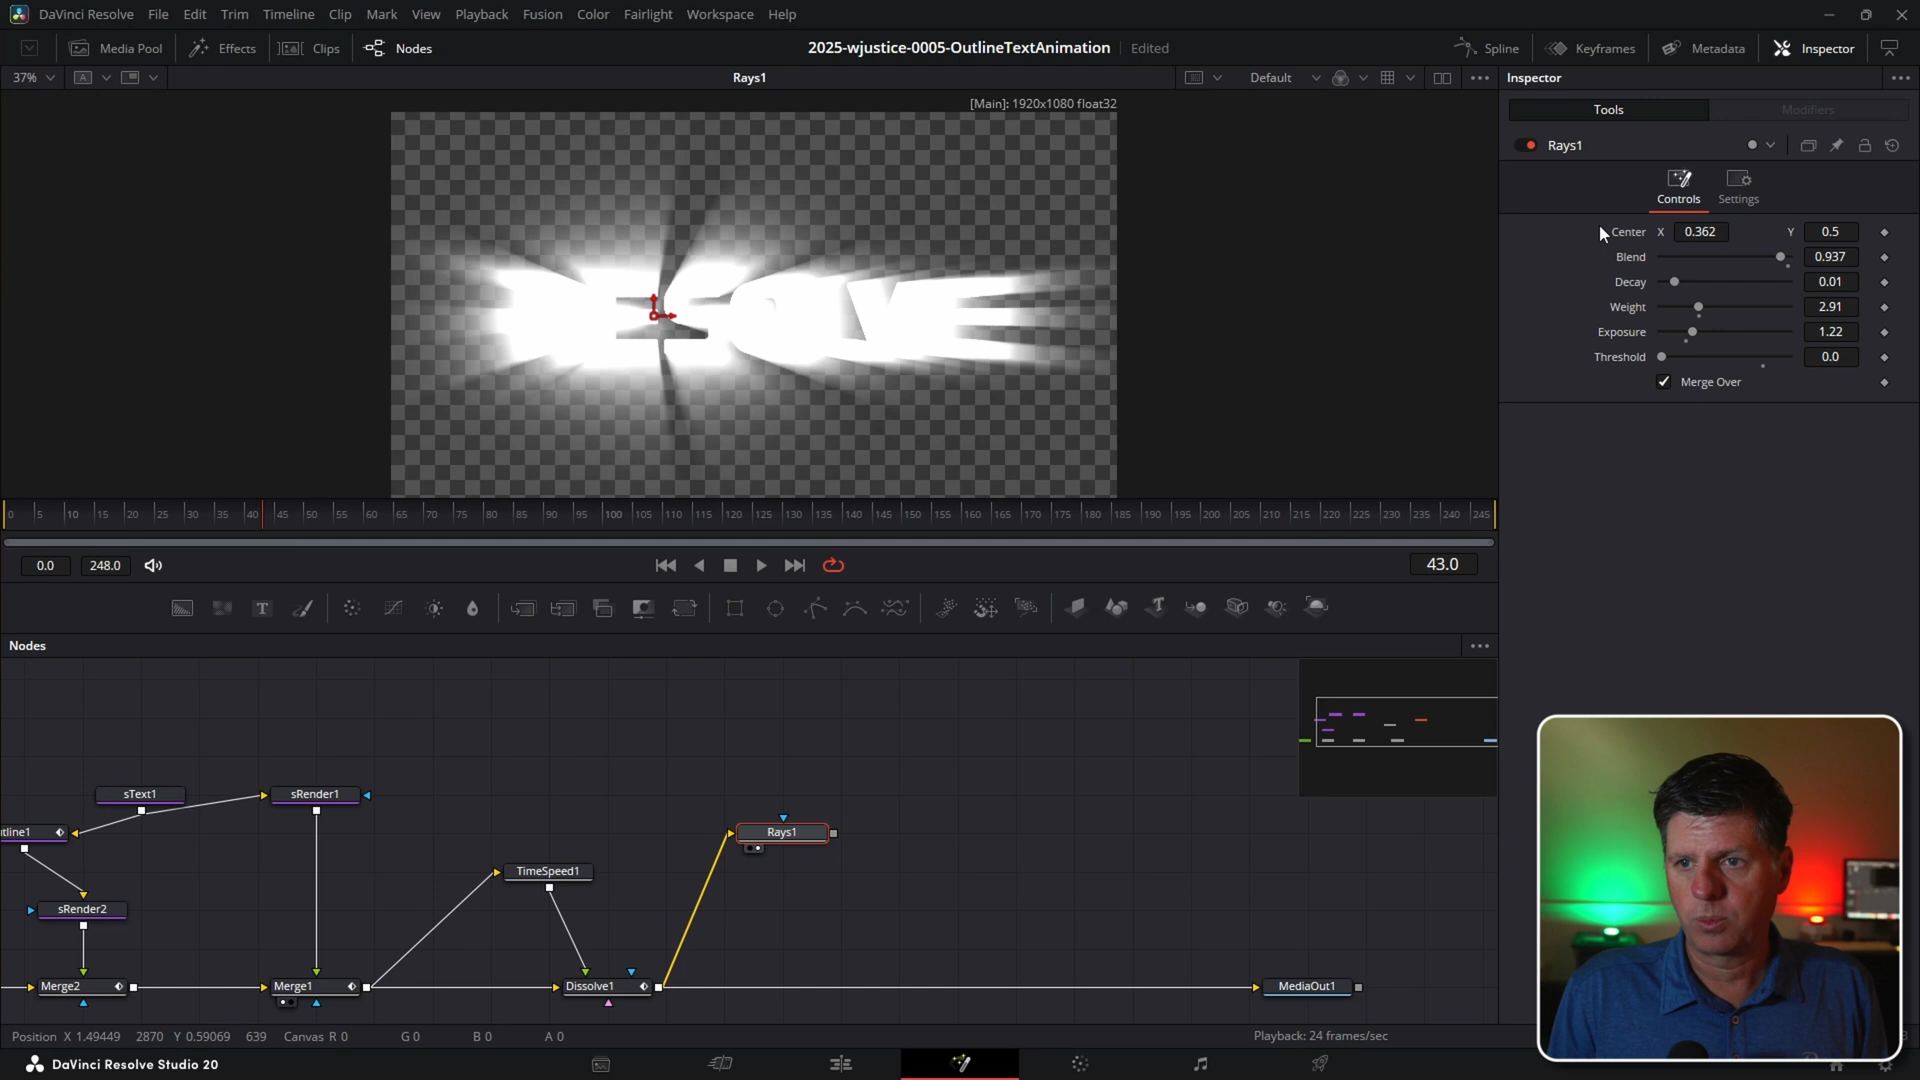 DaVinci Resolve File Edit Trim Timeline Clip Mark View Playback Fusion Color Fairlight Workspace Help
Media Pool Effects Clips Nodes 2025-wjustice-0005-OutlineTextAnimation Edited Spline Keyframes Metadata Inspector
37% A Rays1 Default Inspector
[Main]: 1920x1080 float32
Tools Modifiers
Rays1
Controls Settings
Center X 0.362 Y 0.5
Blend 0.937
Decay 0.01
Weight 2.91
Exposure 1.22
Threshold 0.0
Merge Over
ESOLVE
0 5 10 15 20 25 30 35 40 45 50 55 60 65 70 75 80 85 90 95 100 105 110 115 120 125 130 135 140 145 150 155 160 165 170 175 180 185 190 195 200 205 210 215 220 225 230 235 240 245
0.0 248.0 43.0
Nodes
sText1 sRender1
tline1 Rays1
TimeSpeed1
sRender2
Merge2 Merge1 Dissolve1 MediaOut1
Position X 1.49449 2870 Y 0.59069 639 Canvas R 0 G 0 B 0 A 0 Playback: 24 frames/sec
DaVinci Resolve Studio 20